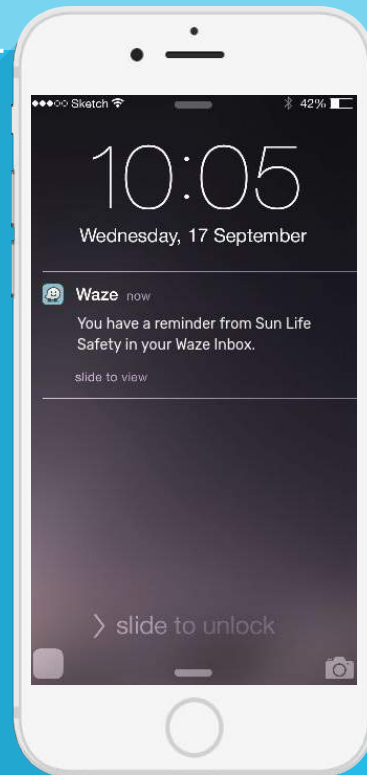 Sketch 42%
10:05
Wednesday, 17 September
Waze now
You have a reminder from Sun Life
Safety in your Waze Inbox.
slide to view
> slide to unlock